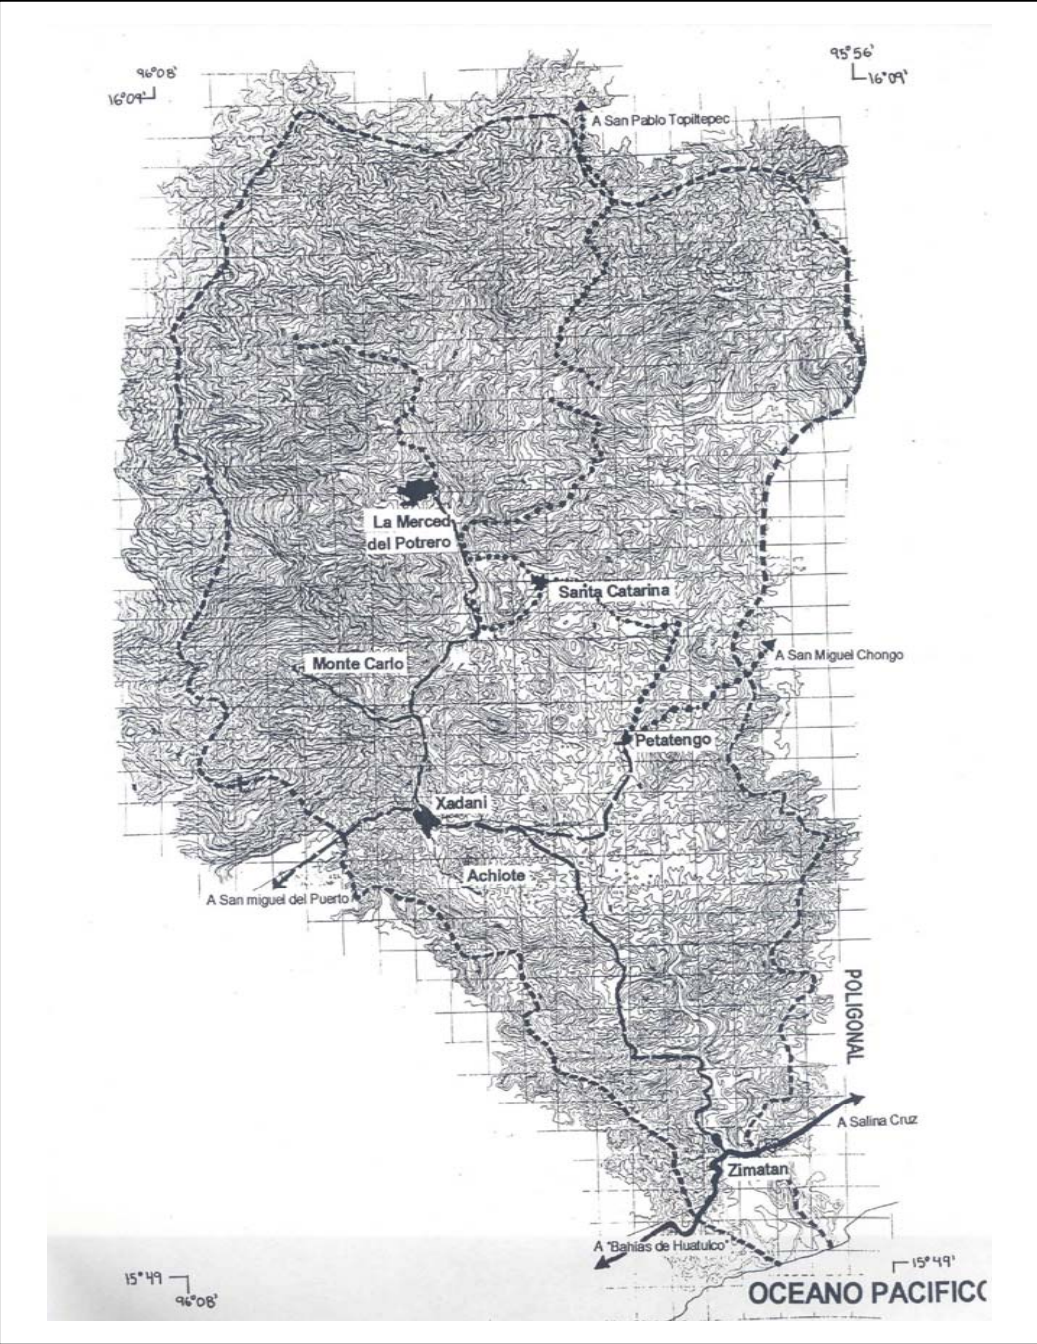 96°08'
16°09'
95°56'
16°09'
A San Pablo Topiltepec
La Merced
del Potrero
Santa Catarina
Monte Carlo
A San Miguel Chongo
Petatengo
Xadani
Achiote
A San miguel del Puerto
POLIGONAL
A Salina Cruz
Zimatan
A "Bahias de Huatulco"
15°49'
15°49
96°08'
OCEANO PACIFICO